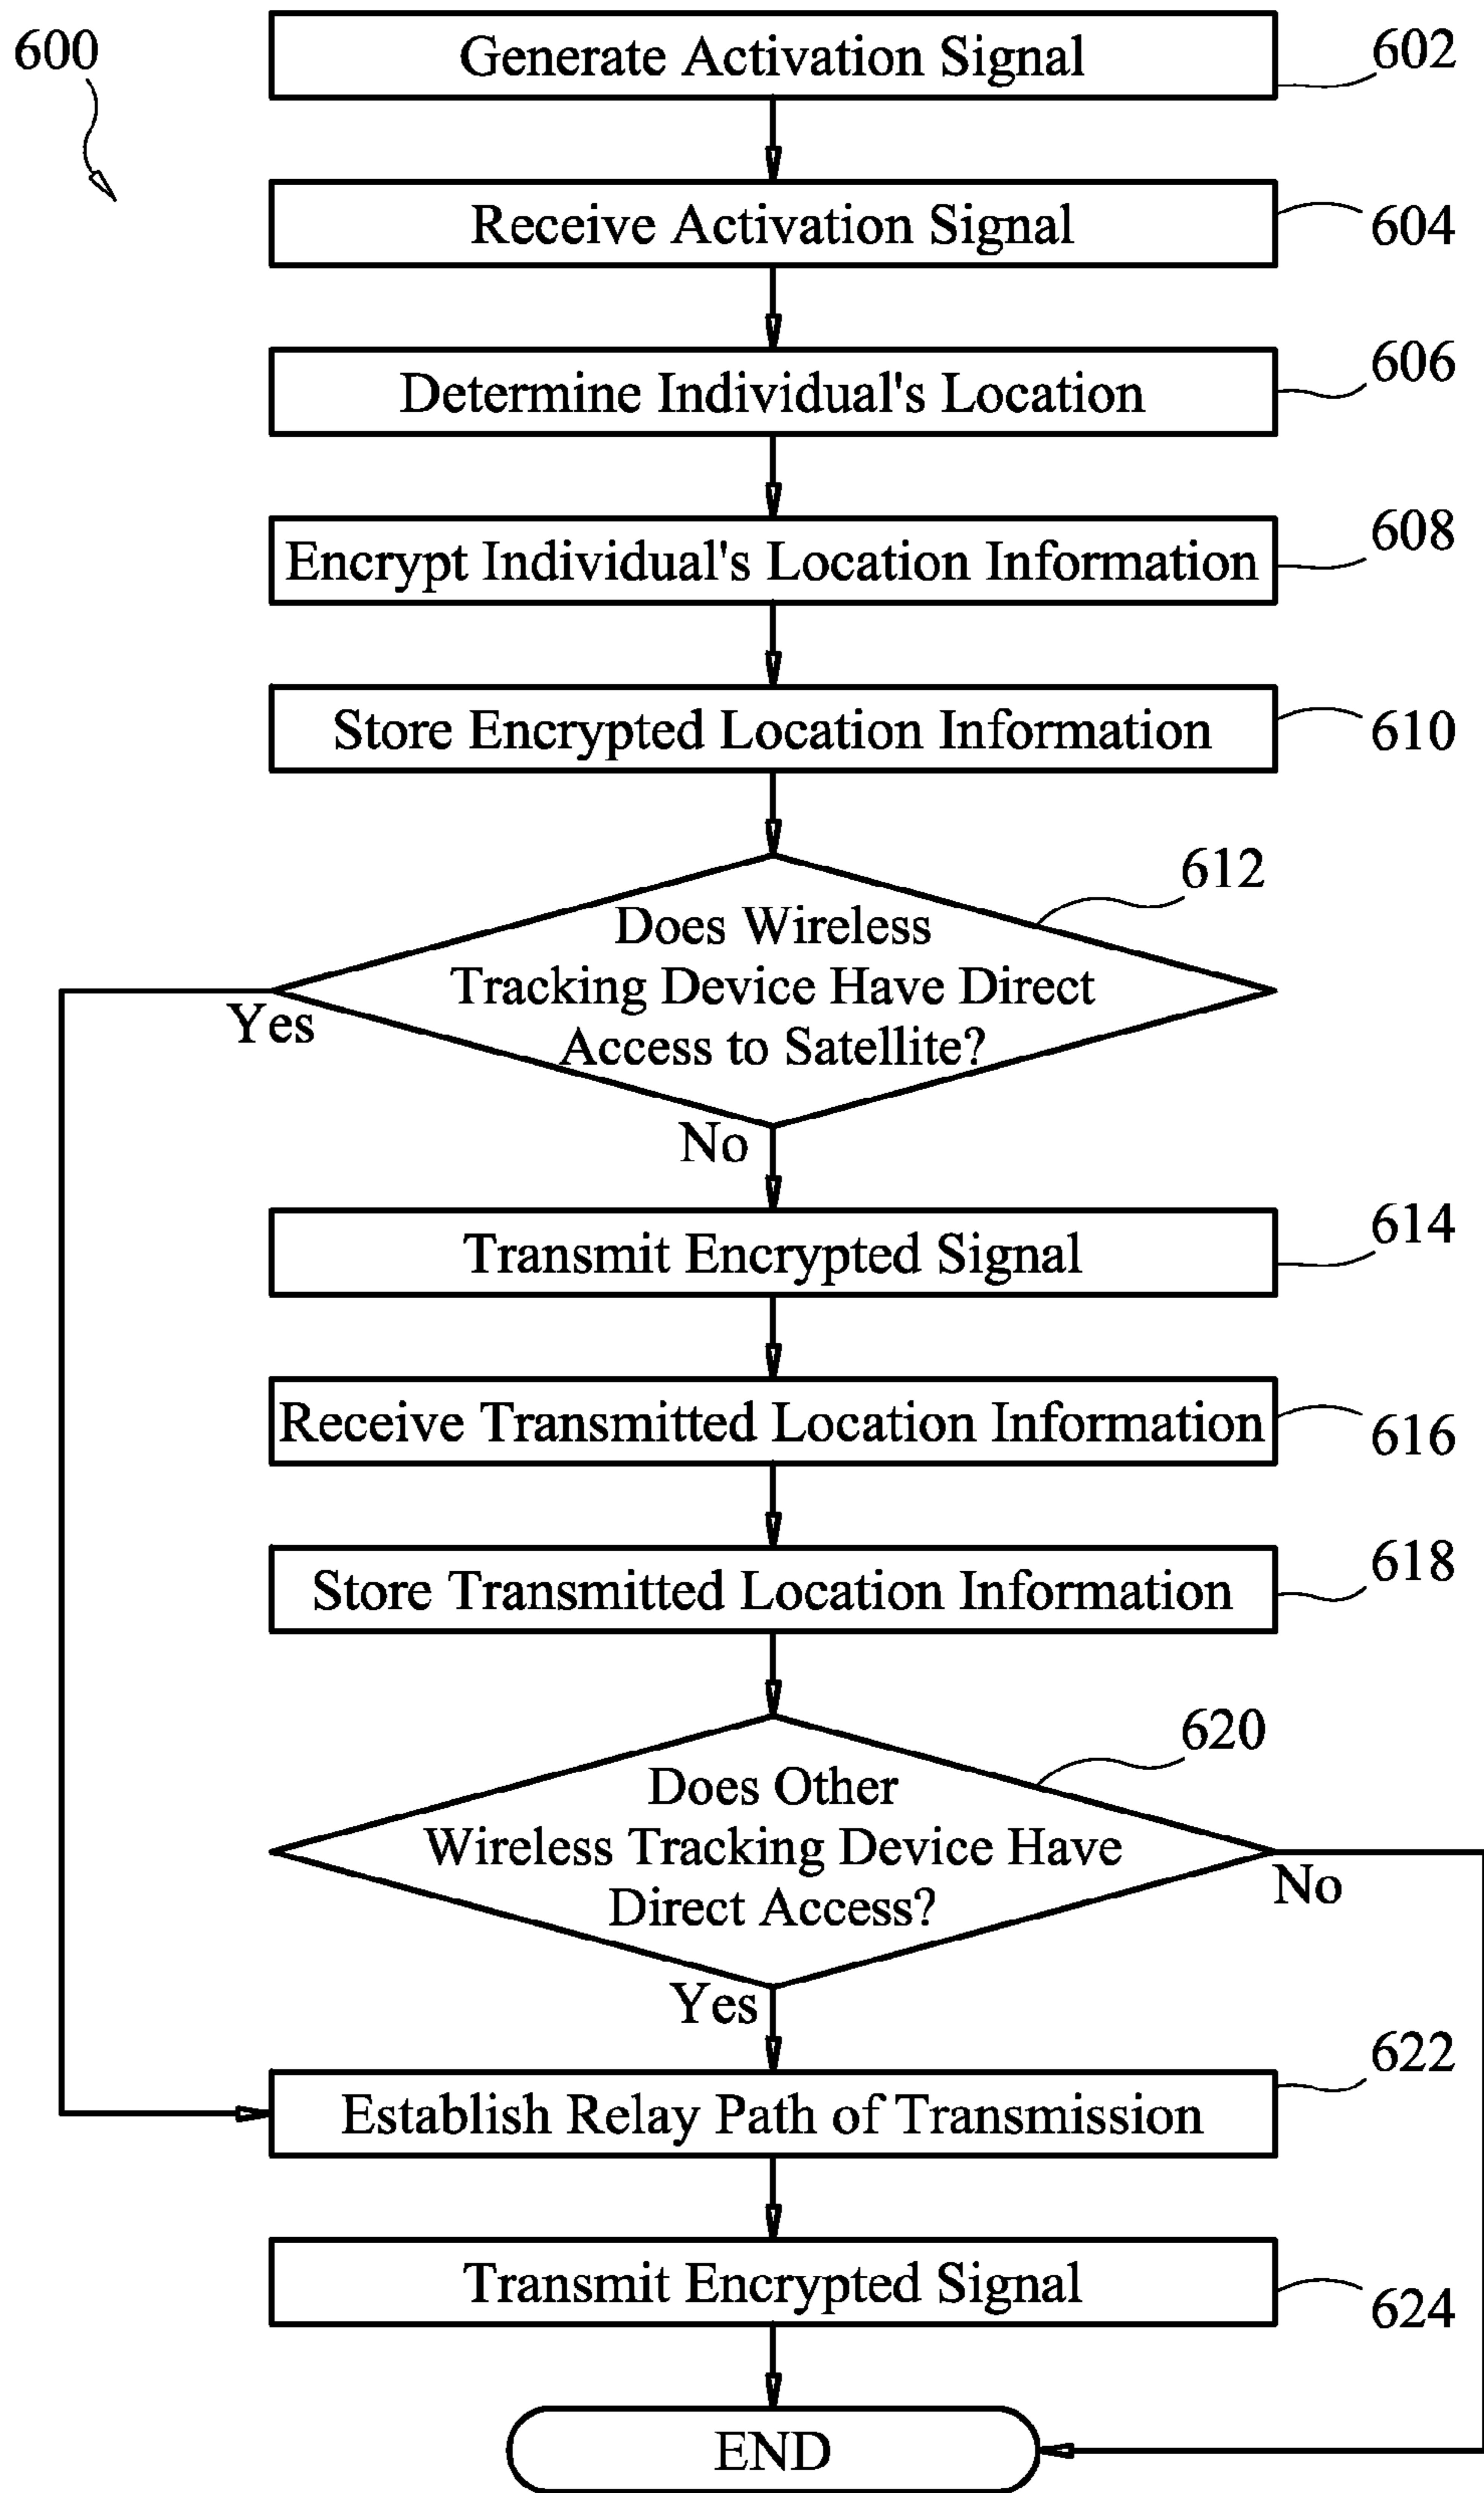 600
Generate Activation Signal
602
Receive Activation Signal
604
Determine Individual's Location
606
Encrypt Individual's Location Information
608
Store Encrypted Location Information
610
612
Does Wireless
Tracking Device Have Direct
Access to Satellite?
Yes
No
Transmit Encrypted Signal
614
Receive Transmitted Location Information
616
Store Transmitted Location Information
618
620
Does Other
Wireless Tracking Device Have
Direct Access?
No
Yes
Establish Relay Path of Transmission
622
Transmit Encrypted Signal
624
END